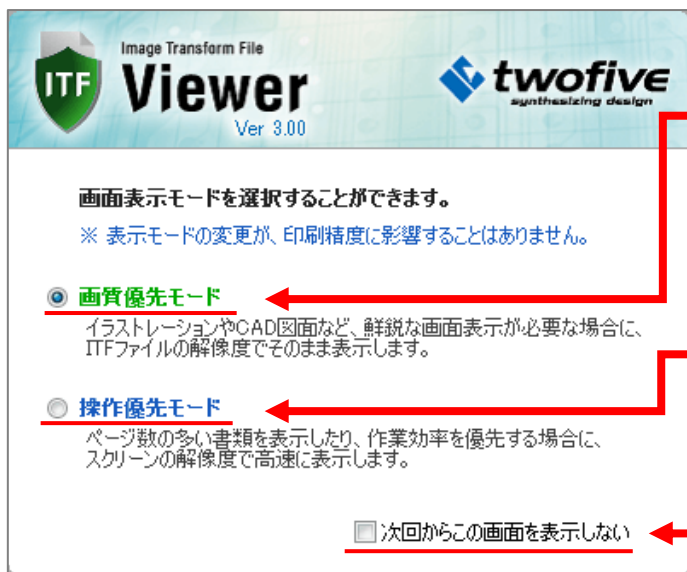 ITF
Image Transform File
Viewer
Ver 3.00
twofive
synthesizing design
画面表示モードを選択することができます。
※ 表示モードの変更が、印刷精度に影響することはありません。
画質優先モード
イラストレーションやCAD図面など、鮮鋭な画面表示が必要な場合に、
ITFファイルの解像度でそのまま表示します。
操作優先モード
ページ数の多い書類を表示したり、作業効率を優先する場合に、
スクリーンの解像度で高速に表示します。
次回からこの画面を表示しない